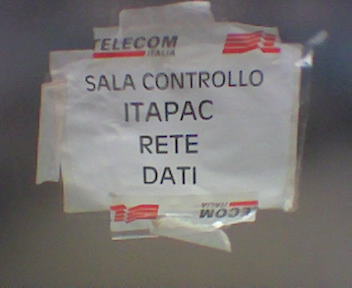 TELECOM
ITALIA
SALA CONTROLLO
ITAPAC
RETE
DATI
ECOM
ITALIA